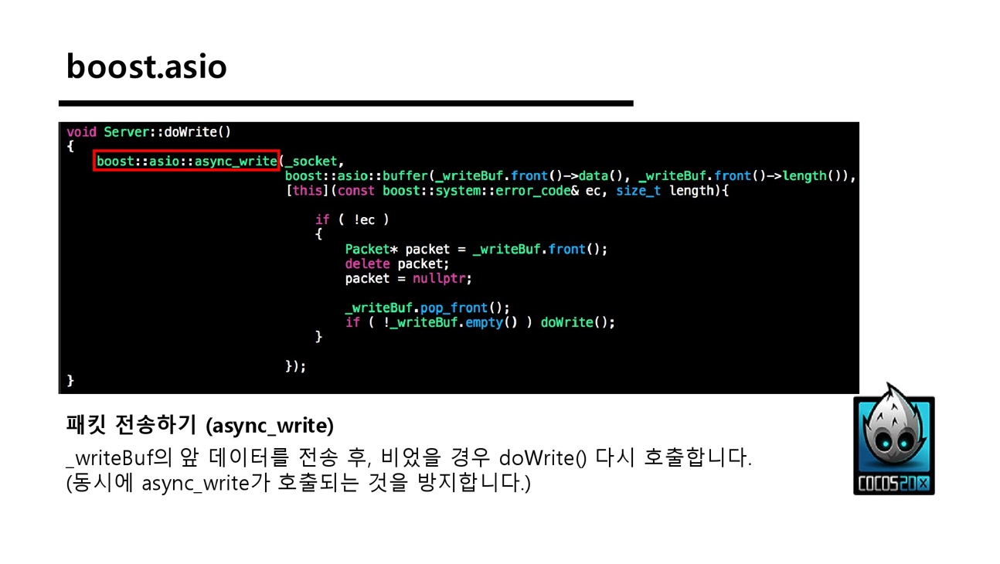 boost.asio
void Server::doWrite()
{
boost::asio::async_write(_socket,
boost::asio::buffer(_writeBuf.front()->data(), _writeBuf.front()->length()),
[this](const boost::system::error_code& ec, size_t length){
if ( !ec )
{
Packet* packet = _writeBuf.front();
delete packet;
packet = nullptr;
_writeBuf.pop_front();
if ( !_writeBuf.empty() ) doWrite();
}
});
}
패킷 전송하기 (async_write)
_writeBuf의 앞 데이터를 전송 후, 비었을 경우 doWrite() 다시 호출합니다.
(동시에 async_write가 호출되는 것을 방지합니다.)
COCOS2DX